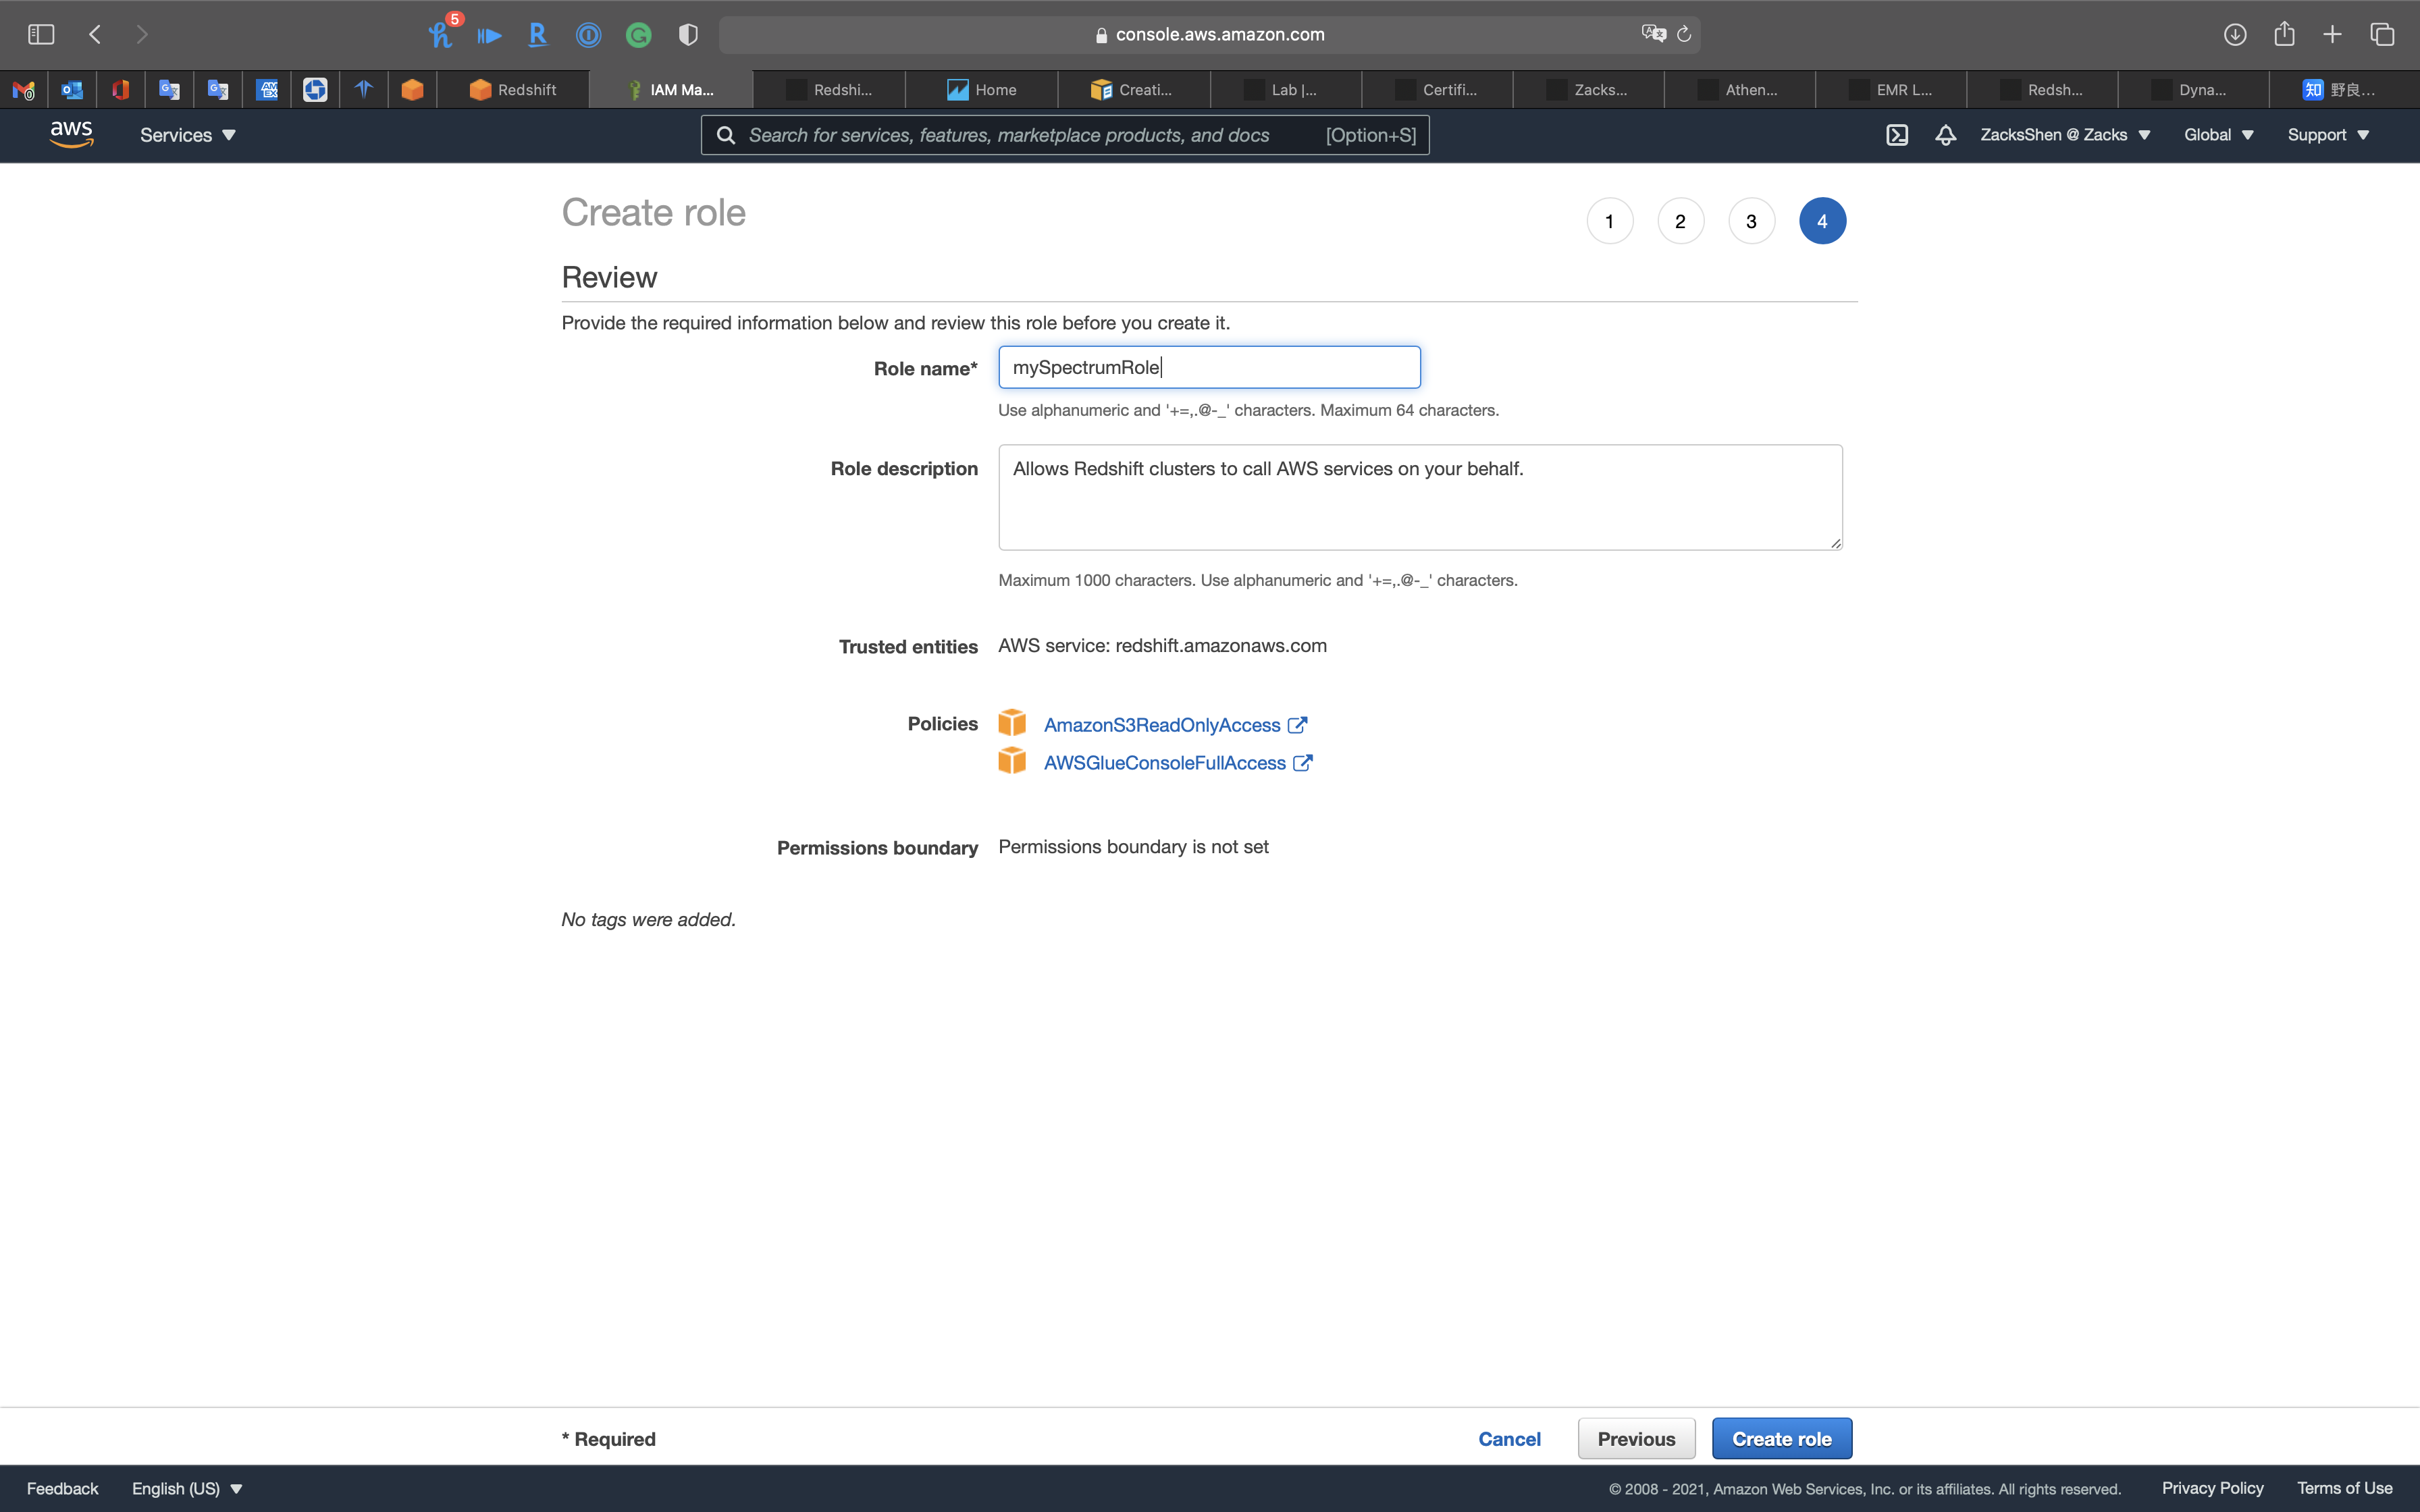 5
console.aws.amazon.com
Redshift
IAM Ma...
Redshi...
Home
Creati...
Lab |...
Certifi...
Zacks...
Athen...
EMR L...
Redsh...
Dyna...
知 野良...
aws
Services
Search for services, features, marketplace products, and docs [Option+S]
ZacksShen @ Zacks
Global
Support
Create role
1 2 3 4
Review
Provide the required information below and review this role before you create it.
Role name* mySpectrumRole
Use alphanumeric and '+=,.@-_' characters. Maximum 64 characters.
Role description Allows Redshift clusters to call AWS services on your behalf.
Maximum 1000 characters. Use alphanumeric and '+=,.@-_' characters.
Trusted entities AWS service: redshift.amazonaws.com
Policies AmazonS3ReadOnlyAccess
AWSGlueConsoleFullAccess
Permissions boundary Permissions boundary is not set
No tags were added.
* Required
Cancel
Previous
Create role
Feedback
English (US)
© 2008 - 2021, Amazon Web Services, Inc. or its affiliates. All rights reserved.
Privacy Policy
Terms of Use